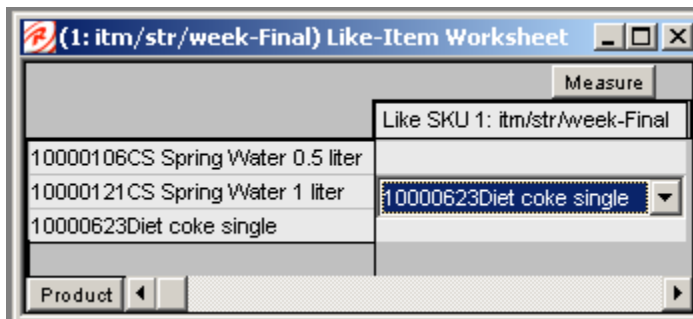 (1: itm/str/week-Final) Like-Item Worksheet
Measure
Like SKU 1: itm/str/week-Final
10000106CS Spring Water 0.5 liter
10000121CS Spring Water 1 liter
10000623Diet coke single
10000623Diet coke single
Product